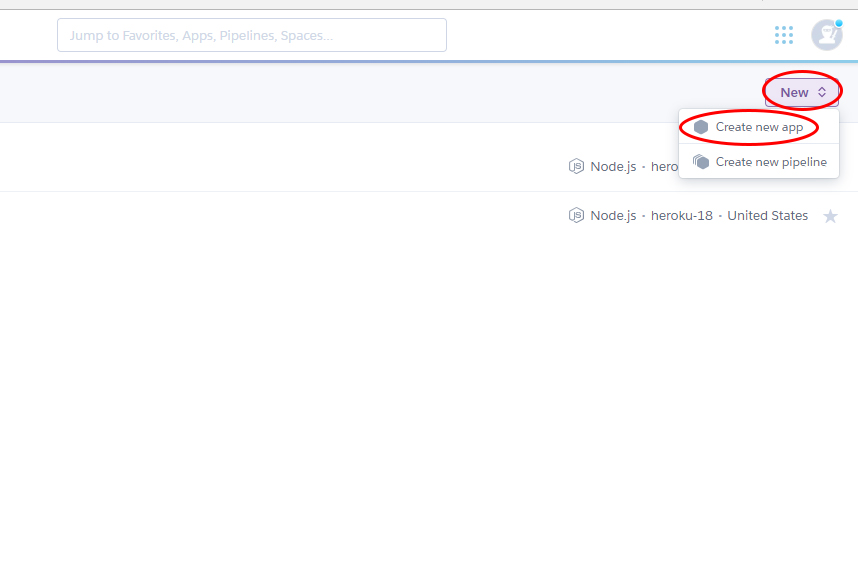 Jump to Favorites, Apps, Pipelines, Spaces...
New
Create new app
Create new pipeline
JS Node.js · hero
JS Node.js · heroku-18 · United States